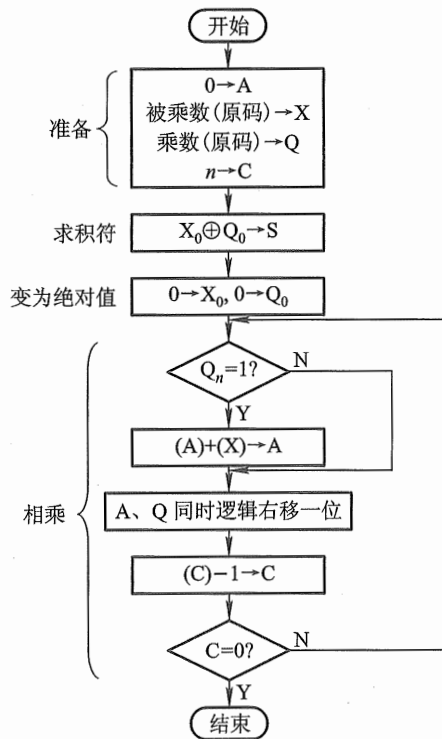 开始
准备
0→A
被乘数(原码)→X
乘数(原码)→Q
n→C
求积符
X₀⊕Q₀→S
变为绝对值
0→X₀, 0→Q₀
Qₙ=1?
N
Y
(A)+(X)→A
相乘
A、Q 同时逻辑右移一位
(C)−1→C
C=0?
N
Y
结束